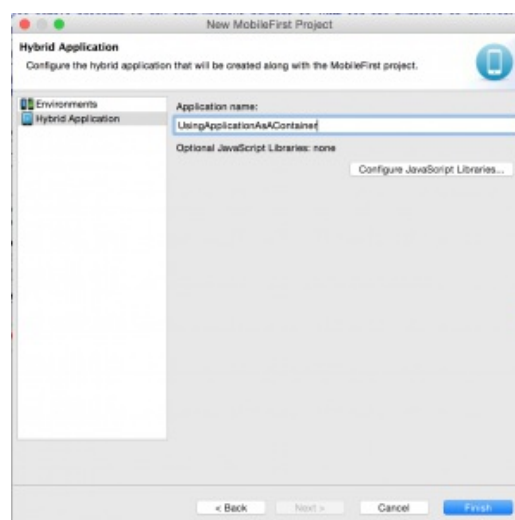 New MobileFirst Project
Hybrid Application
Configure the hybrid application that will be created along with the MobileFirst project.
Environments
Hybrid Application
Application name:
UsingApplicationAsAContainer
Optional JavaScript Libraries: none
Configure JavaScript Libraries...
< Back
Next >
Cancel
Finish